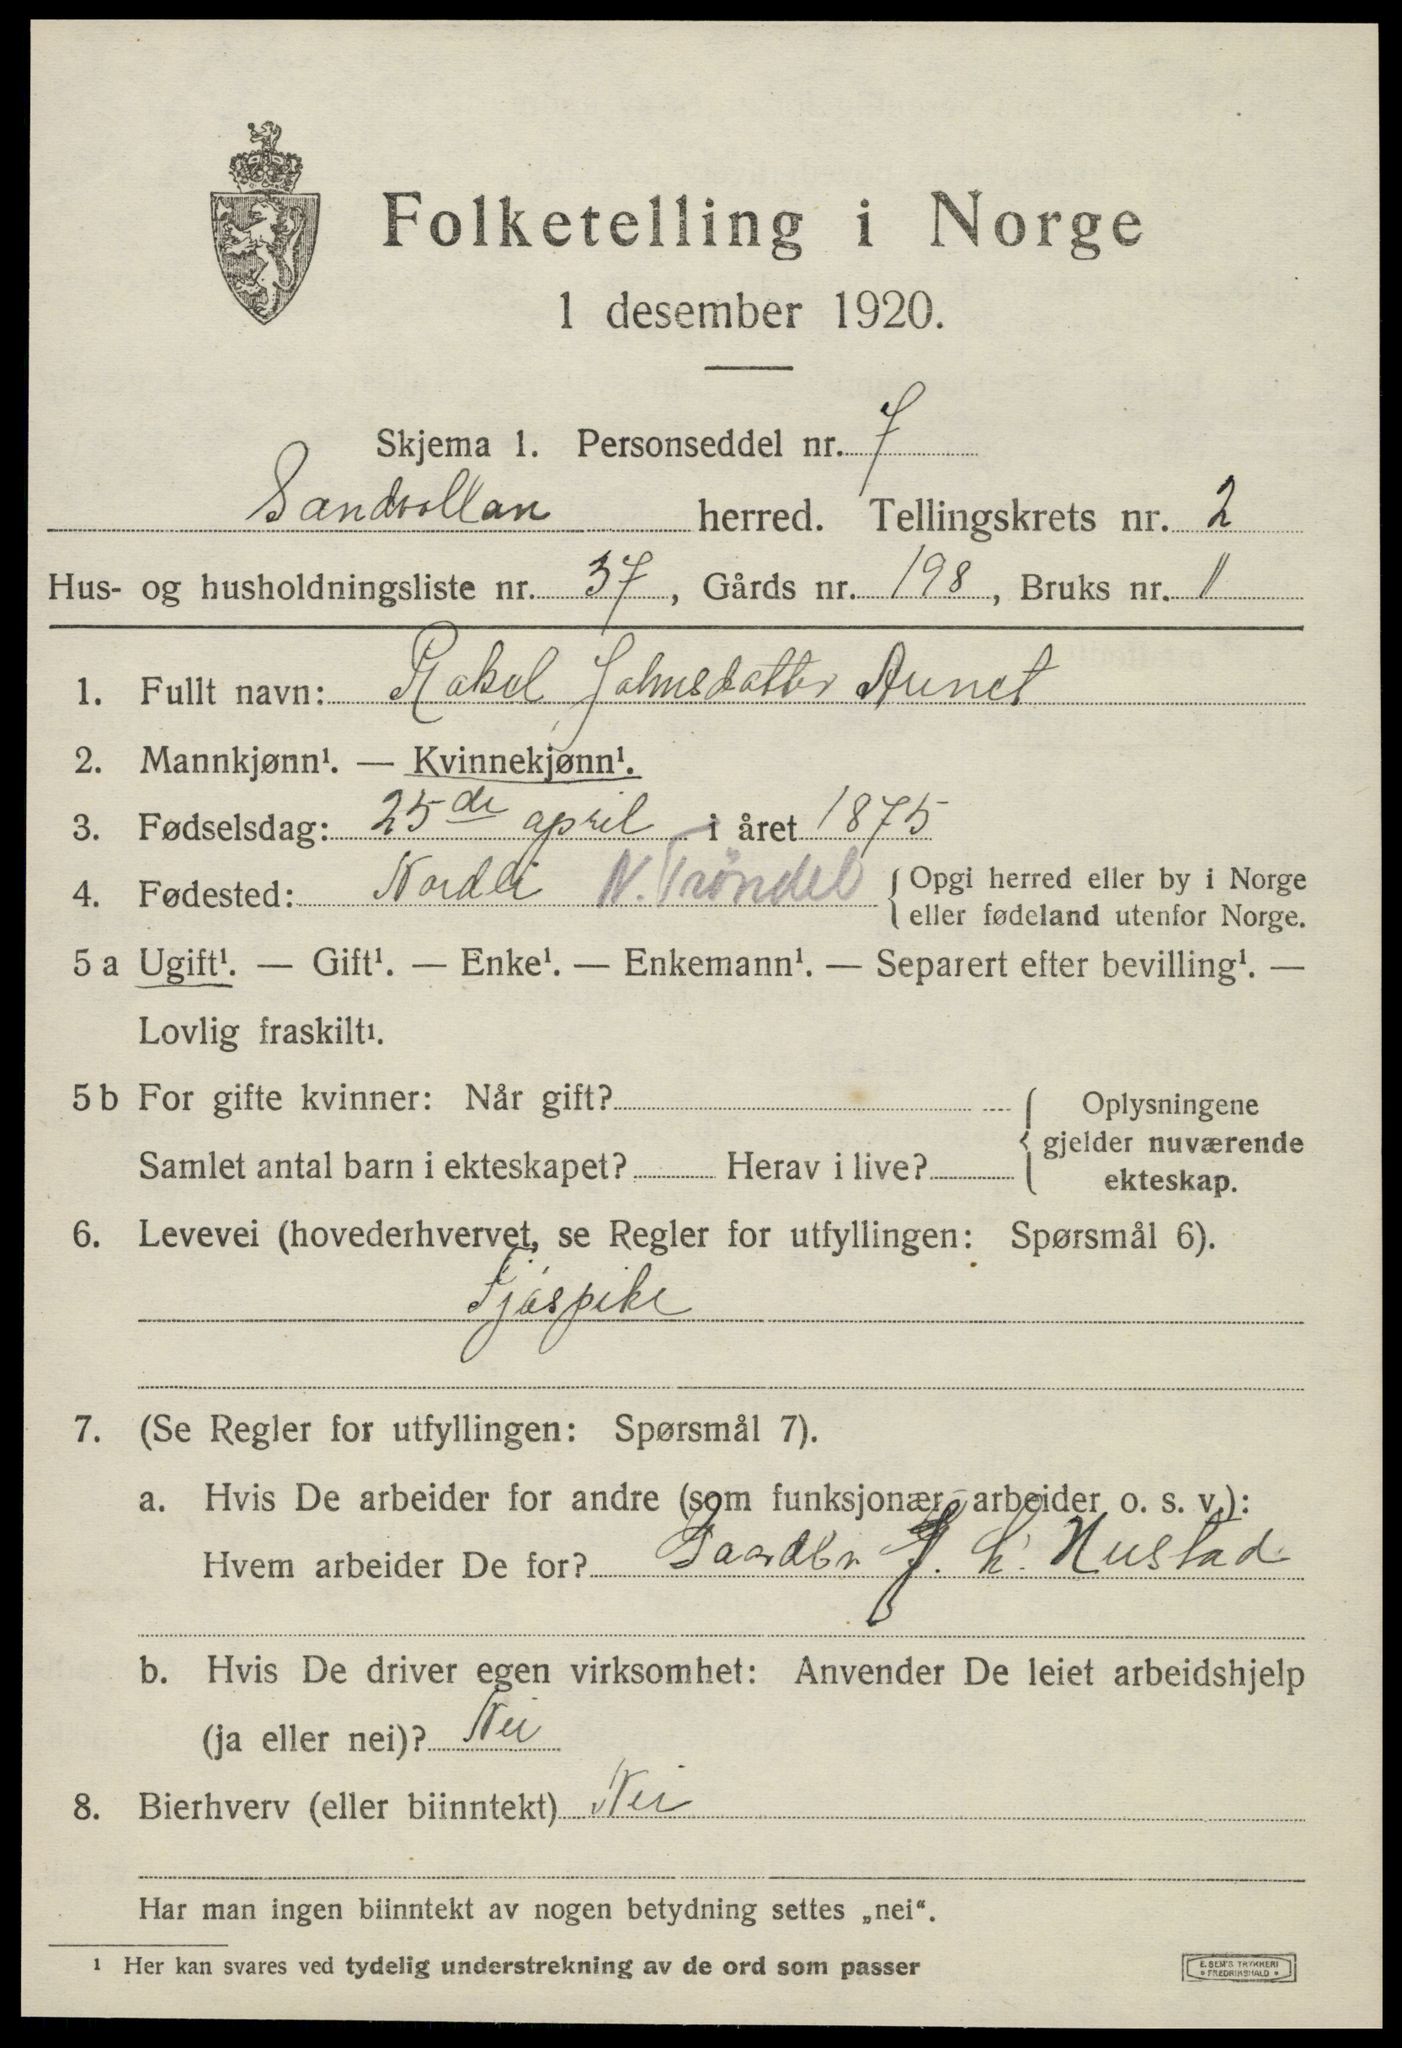 Folketelling i Norge
1 desember 1920.
Skjema 1. Personseddel nr. 7
Sandvollan herred. Tellingskrets nr. 2
Hus- og husholdningsliste nr. 37, Gårds nr. 198, Bruks nr. 1
1. Fullt navn: Rakel Johnsdatter Aunet
2. Mannkjønn¹. — Kvinnekjønn¹.
3. Fødselsdag: 25de april i året 1875
4. Fødested: Nordli N. Tröndel { Opgi herred eller by i Norge
eller fødeland utenfor Norge.
5 a Ugift¹. — Gift¹. — Enke¹. — Enkemann¹. — Separert efter bevilling¹. —
Lovlig fraskilt¹.
5 b For gifte kvinner: Når gift?
Samlet antal barn i ekteskapet? Herav i live?
{ Oplysningene
gjelder nuværende
ekteskap.
6. Levevei (hovederhvervet, se Regler for utfyllingen: Spørsmål 6).
Fjøspike
7. (Se Regler for utfyllingen: Spørsmål 7).
a. Hvis De arbeider for andre (som funksjonær, arbeider o. s. v.):
Hvem arbeider De for? Gaardbr Hustad
b. Hvis De driver egen virksomhet: Anvender De leiet arbeidshjelp
(ja eller nei)? Nei
8. Bierhverv (eller biinntekt) Nei
Har man ingen biinntekt av nogen betydning settes „nei“.
¹ Her kan svares ved tydelig understrekning av de ord som passer
E. SEM'S TRYKKERI
FREDRIKSHALD